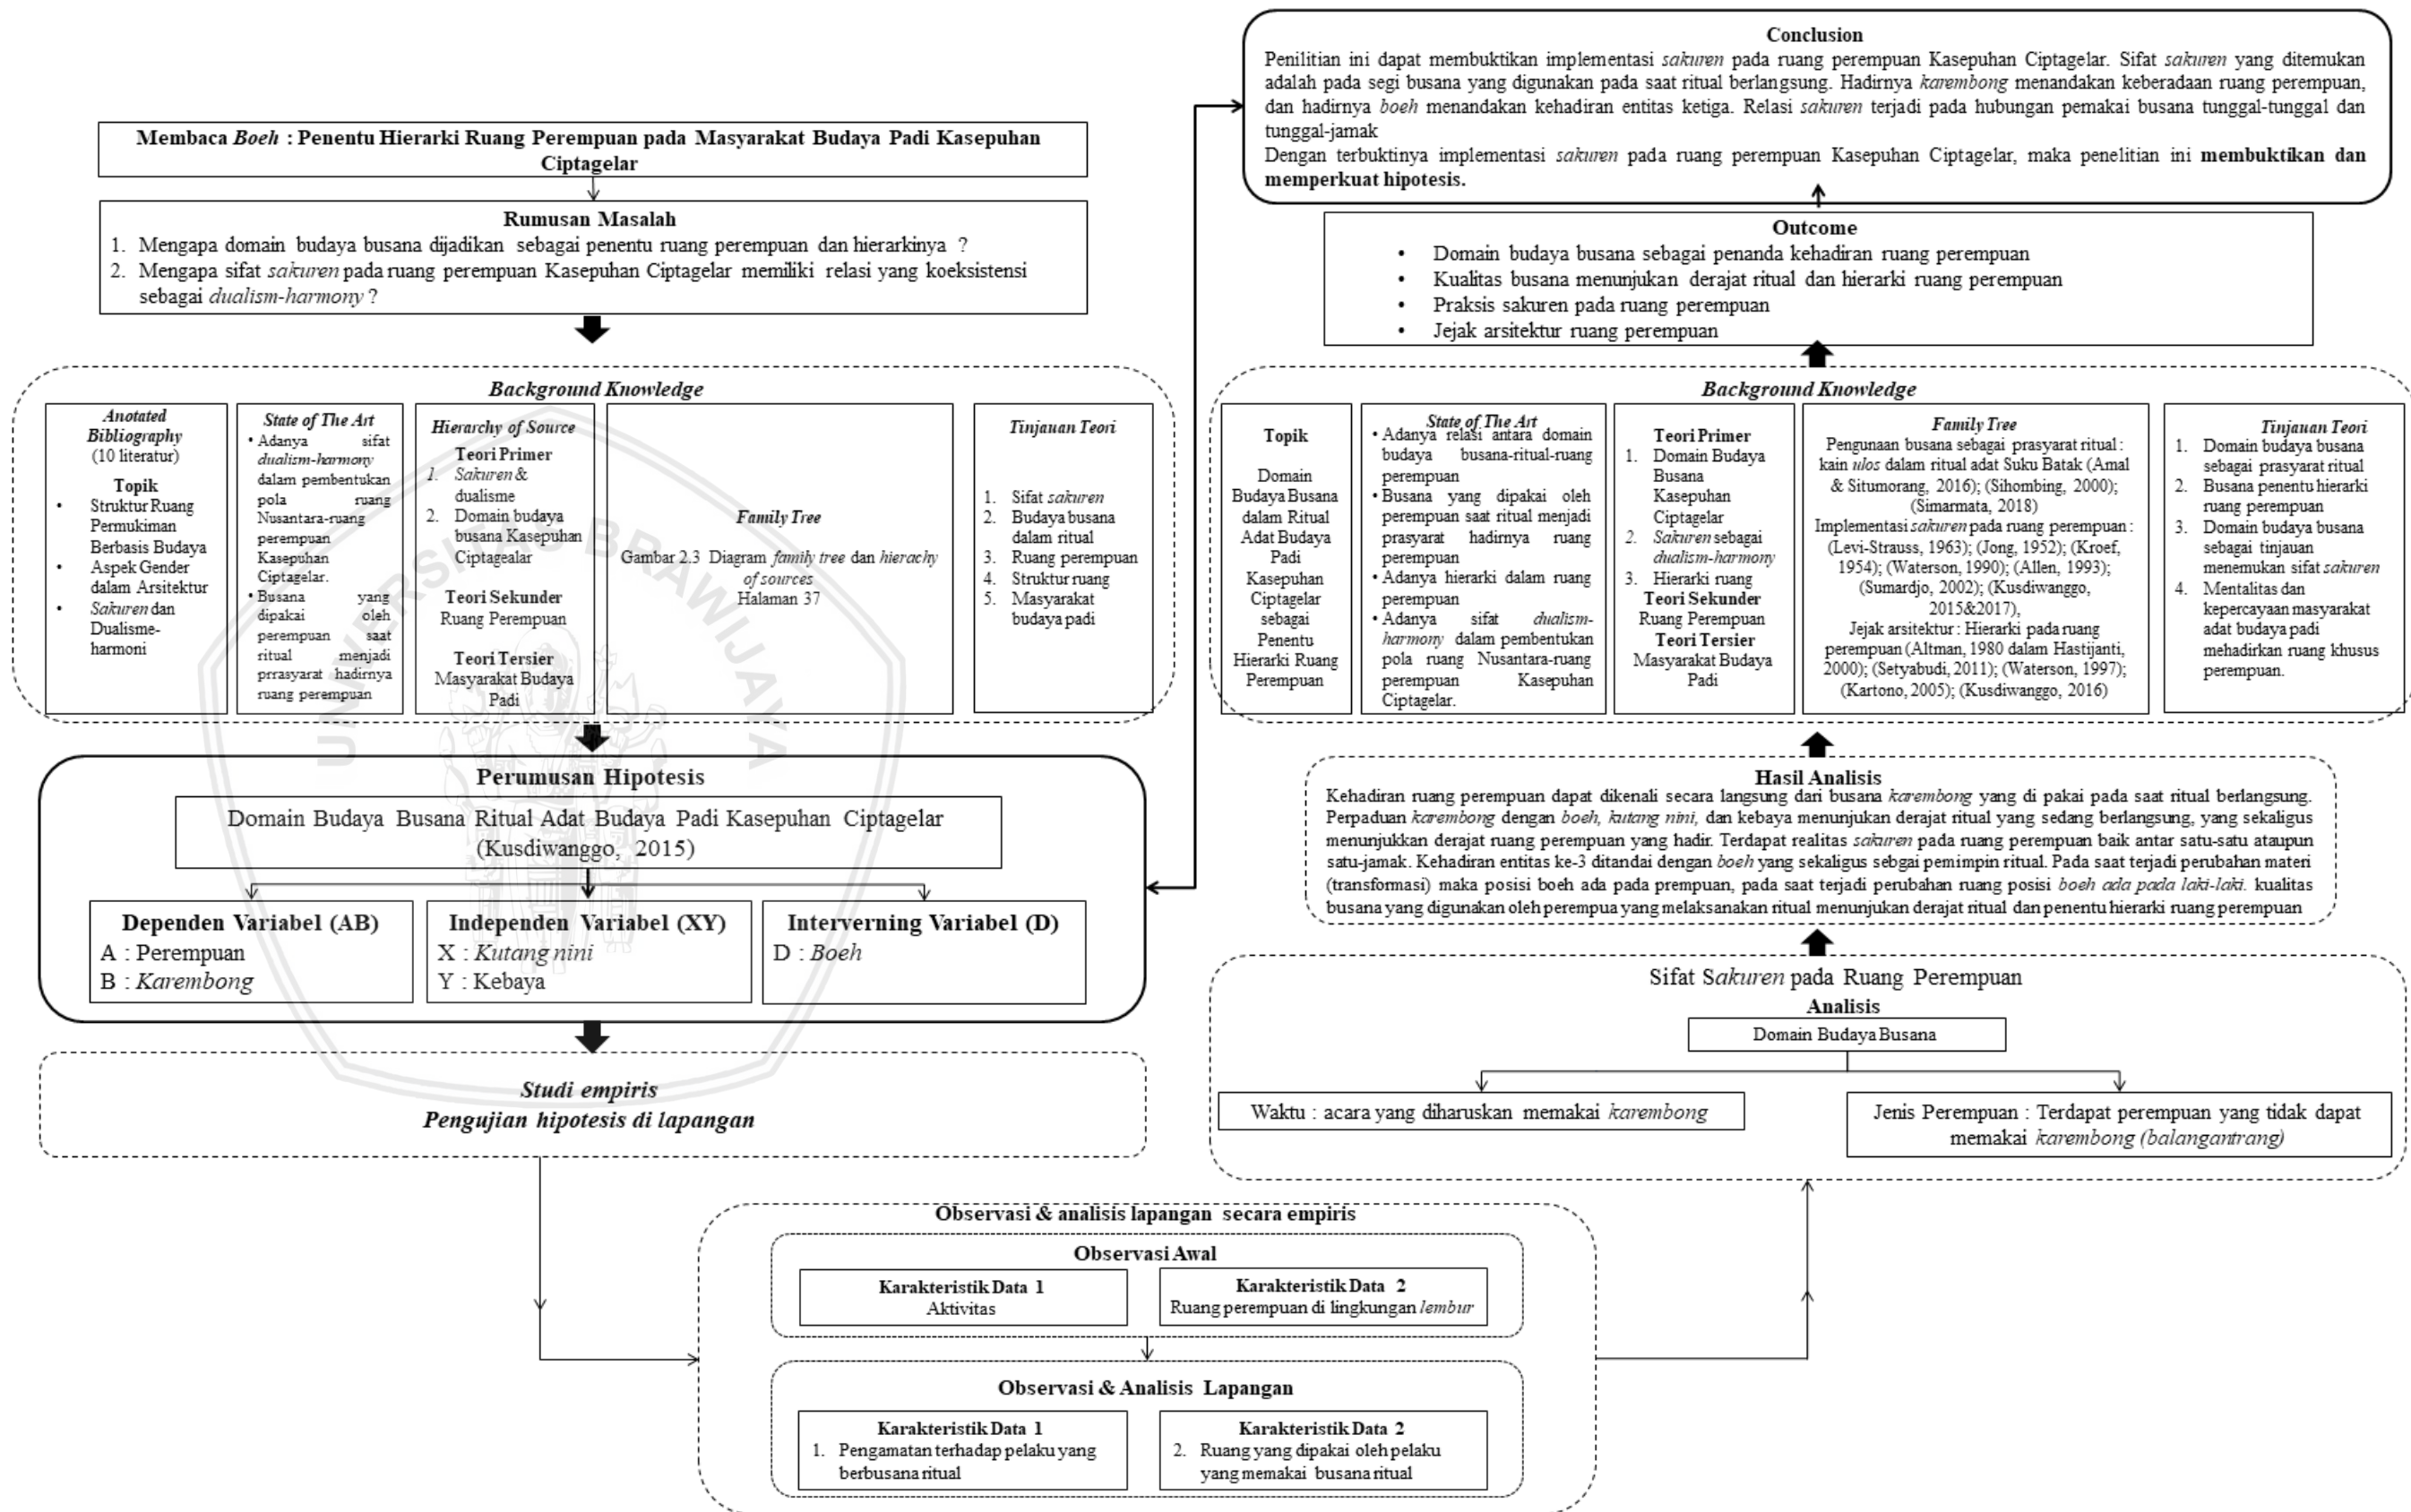 Membaca Boeh : Penentu Hierarki Ruang Perempuan pada Masyarakat Budaya Padi Kasepuhan
Ciptagelar
Rumusan Masalah
1. Mengapa domain budaya busana dijadikan sebagai penentu ruang perempuan dan hierarkinya ?
2. Mengapa sifat sakuren pada ruang perempuan Kasepuhan Ciptagelar memiliki relasi yang koeksistensi
sebagai dualism-harmony ?
Background Knowledge
Anotated
Bibliography
(10 literatur)
Topik
• Struktur Ruang
Permukiman
Berbasis Budaya
• Aspek Gender
dalam Arsitektur
• Sakuren dan
Dualisme-
harmoni
State of The Art
• Adanya sifat
dualism-harmony
dalam pembentukan
pola ruang
Nusantara-ruang
perempuan
Kasepuhan
Ciptagelar.
• Busana yang
dipakai oleh
perempuan saat
ritual menjadi
prrasyarat hadirnya
ruang perempuan
Hierarchy of Source
Teori Primer
1. Sakuren &
dualisme
2. Domain budaya
busana Kasepuhan
Ciptagealar
Teori Sekunder
Ruang Perempuan
Teori Tersier
Masyarakat Budaya
Padi
Family Tree
Gambar 2.3 Diagram family tree dan hierachy
of sources
Halaman 37
Tinjauan Teori
1. Sifat sakuren
2. Budaya busana
dalam ritual
3. Ruang perempuan
4. Struktur ruang
5. Masyarakat
budaya padi
Perumusan Hipotesis
Domain Budaya Busana Ritual Adat Budaya Padi Kasepuhan Ciptagelar
(Kusdiwanggo, 2015)
Dependen Variabel (AB)
A : Perempuan
B : Karembong
Independen Variabel (XY)
X : Kutang nini
Y : Kebaya
Interverning Variabel (D)
D : Boeh
Studi empiris
Pengujian hipotesis di lapangan
Observasi & analisis lapangan secara empiris
Observasi Awal
Karakteristik Data 1
Aktivitas
Karakteristik Data 2
Ruang perempuan di lingkungan lembur
Observasi & Analisis Lapangan
Karakteristik Data 1
1. Pengamatan terhadap pelaku yang
berbusana ritual
Karakteristik Data 2
2. Ruang yang dipakai oleh pelaku
yang memakai busana ritual
Sifat Sakuren pada Ruang Perempuan
Analisis
Domain Budaya Busana
Waktu : acara yang diharuskan memakai karembong
Jenis Perempuan : Terdapat perempuan yang tidak dapat
memakai karembong (balangantrang)
Hasil Analisis
Kehadiran ruang perempuan dapat dikenali secara langsung dari busana karembong yang di pakai pada saat ritual berlangsung.
Perpaduan karembong dengan boeh, kutang nini, dan kebaya menunjukan derajat ritual yang sedang berlangsung, yang sekaligus
menunjukkan derajat ruang perempuan yang hadir. Terdapat realitas sakuren pada ruang perempuan baik antar satu-satu ataupun
satu-jamak. Kehadiran entitas ke-3 ditandai dengan boeh yang sekaligus sebgai pemimpin ritual. Pada saat terjadi perubahan materi
(transformasi) maka posisi boeh ada pada prempuan, pada saat terjadi perubahan ruang posisi boeh ada pada laki-laki. kualitas
busana yang digunakan oleh perempua yang melaksanakan ritual menunjukan derajat ritual dan penentu hierarki ruang perempuan
Background Knowledge
Topik
Domain
Budaya Busana
dalam Ritual
Adat Budaya
Padi
Kasepuhan
Ciptagelar
sebagai
Penentu
Hierarki Ruang
Perempuan
State of The Art
• Adanya relasi antara domain
budaya busana-ritual-ruang
perempuan
• Busana yang dipakai oleh
perempuan saat ritual menjadi
prasyarat hadirnya ruang
perempuan
• Adanya hierarki dalam ruang
perempuan
• Adanya sifat dualism-
harmony dalam pembentukan
pola ruang Nusantara-ruang
perempuan Kasepuhan
Ciptagelar.
Teori Primer
1. Domain Budaya
Busana
Kasepuhan
Ciptagelar
2. Sakuren sebagai
dualism-harmony
3. Hierarki ruang
Teori Sekunder
Ruang Perempuan
Teori Tersier
Masyarakat Budaya
Padi
Family Tree
Pengunaan busana sebagai prasyarat ritual :
kain ulos dalam ritual adat Suku Batak (Amal
& Situmorang, 2016); (Sihombing, 2000);
(Simarmata, 2018)
Implementasi sakuren pada ruang perempuan :
(Levi-Strauss, 1963); (Jong, 1952); (Kroef,
1954); (Waterson, 1990); (Allen, 1993);
(Sumardjo, 2002); (Kusdiwanggo,
2015&2017),
Jejak arsitektur : Hierarki pada ruang
perempuan (Altman, 1980 dalam Hastijanti,
2000); (Setyabudi, 2011); (Waterson, 1997);
(Kartono, 2005); (Kusdiwanggo, 2016)
Tinjauan Teori
1. Domain budaya busana
sebagai prasyarat ritual
2. Busana penentu hierarki
ruang perempuan
3. Domain budaya busana
sebagai tinjauan
menemukan sifat sakuren
4. Mentalitas dan
kepercayaan masyarakat
adat budaya padi
mehadirkan ruang khusus
perempuan.
Outcome
• Domain budaya busana sebagai penanda kehadiran ruang perempuan
• Kualitas busana menunjukan derajat ritual dan hierarki ruang perempuan
• Praksis sakuren pada ruang perempuan
• Jejak arsitektur ruang perempuan
Conclusion
Penilitian ini dapat membuktikan implementasi sakuren pada ruang perempuan Kasepuhan Ciptagelar. Sifat sakuren yang ditemukan
adalah pada segi busana yang digunakan pada saat ritual berlangsung. Hadirnya karembong menandakan keberadaan ruang perempuan,
dan hadirnya boeh menandakan kehadiran entitas ketiga. Relasi sakuren terjadi pada hubungan pemakai busana tunggal-tunggal dan
tunggal-jamak
Dengan terbuktinya implementasi sakuren pada ruang perempuan Kasepuhan Ciptagelar, maka penelitian ini membuktikan dan
memperkuat hipotesis.
UNIVERSITAS BRAWIJAYA